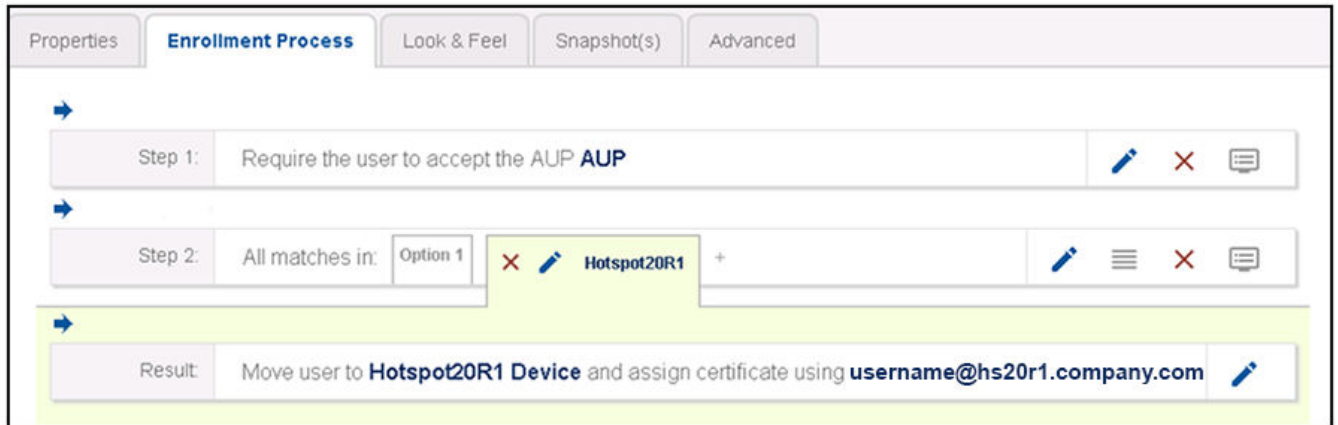 Properties Enrollment Process Look & Feel Snapshot(s) Advanced
Step 1: Require the user to accept the AUP AUP
Step 2: All matches in: Option 1 Hotspot20R1 +
Result: Move user to Hotspot20R1 Device and assign certificate using username@hs20r1.company.com